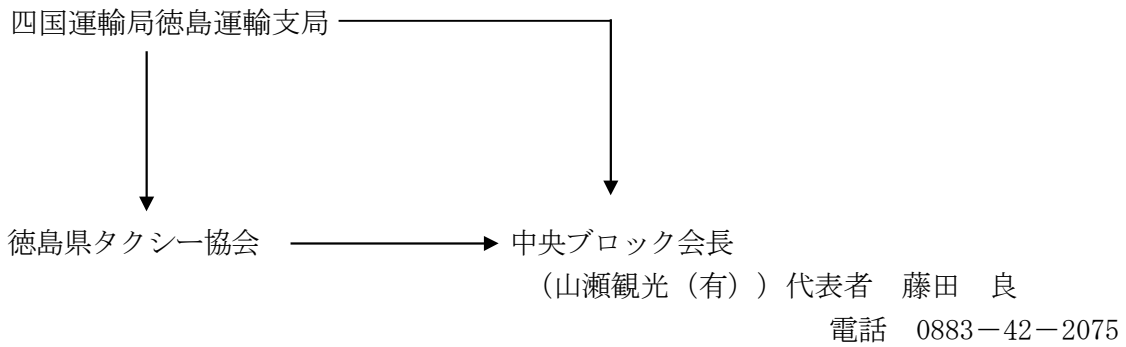 四国運輸局徳島運輸支局
徳島県タクシー協会
中央ブロック会長
（山瀬観光（有））代表者　藤田　良
電話　0883－42－2075